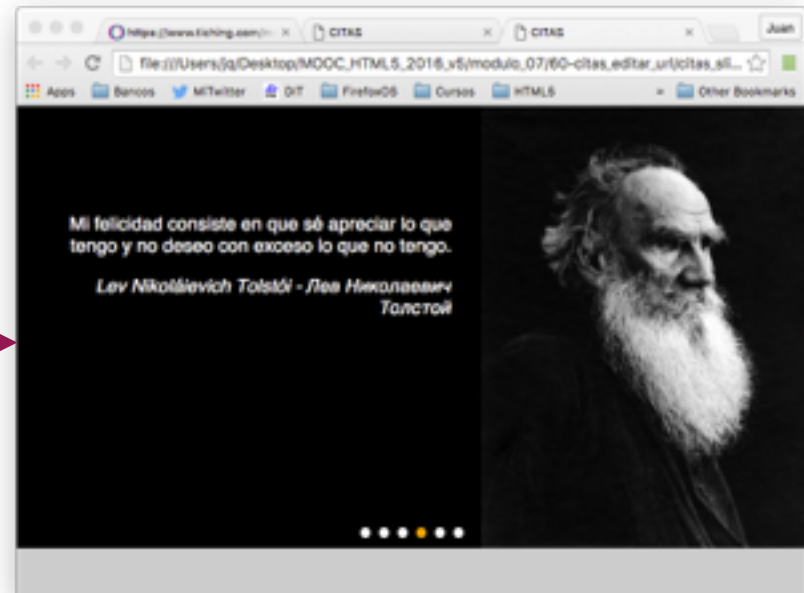 https://www.tiching.com/
CITAS
CITAS
Juan
file:///Users/jq/Desktop/MOOC_HTML5_2016_v5/modulo_07/60-citas_editar_url/citas_sli...
Apps Bancos MiTwitter DIT FirefoxOS Cursos HTML5 » Other Bookmarks
Mi felicidad consiste en que sé apreciar lo que
tengo y no deseo con exceso lo que no tengo.
Lev Nikoláievich Tolstói - Лев Николаевич
Толстой